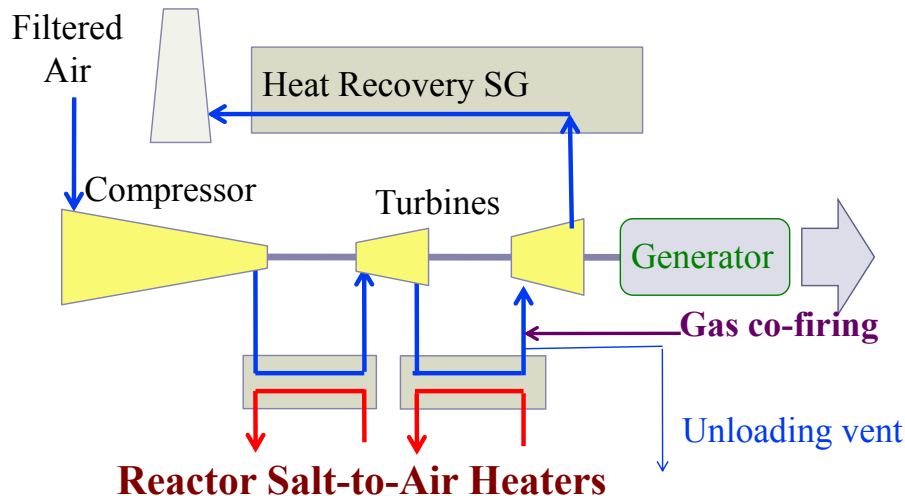 Filtered
Air
Heat Recovery SG
Compressor
Turbines
Generator
Gas co-firing
Unloading vent
Reactor Salt-to-Air Heaters